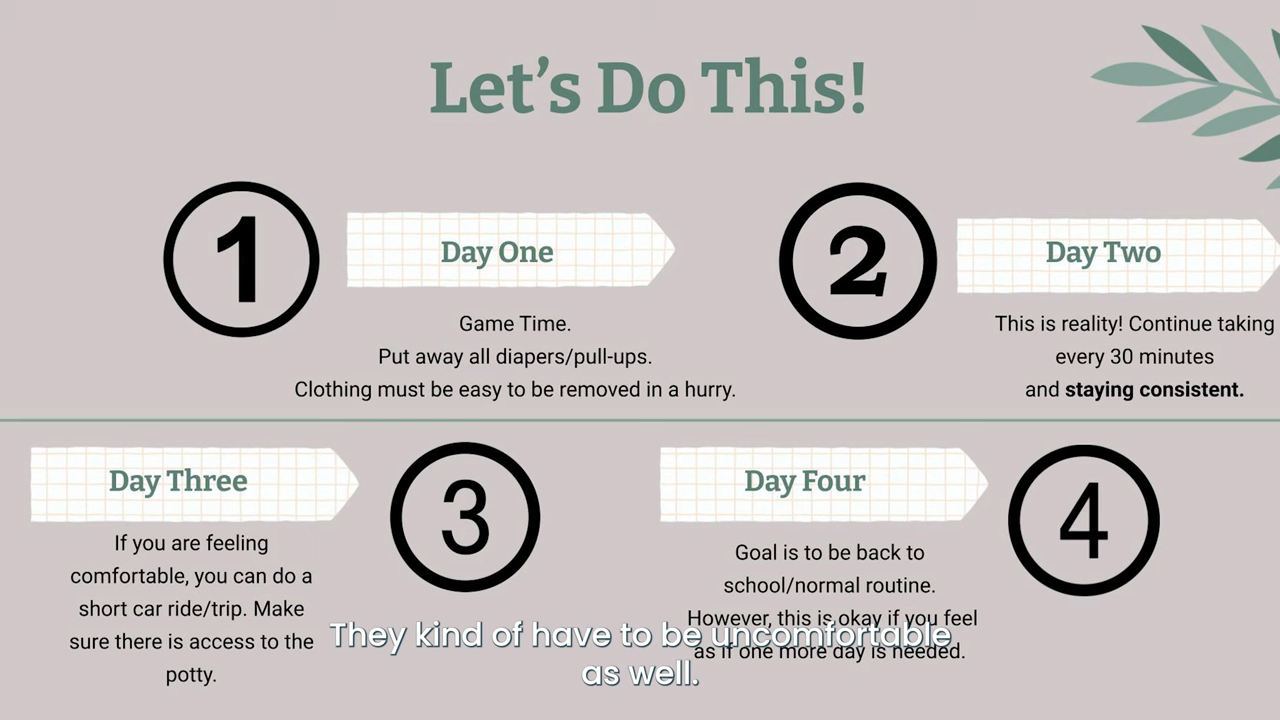 Let's Do This!
1
Day One
Game Time.
Put away all diapers/pull-ups.
Clothing must be easy to be removed in a hurry.
2
Day Two
This is reality! Continue taking
every 30 minutes
and staying consistent.
Day Three
3
If you are feeling
comfortable, you can do a
short car ride/trip. Make
sure there is access to the
potty.
Day Four
4
Goal is to be back to
school/normal routine.
However, this is okay if you feel
as if one more day is needed.
They kind of have to be uncomfortable
as well.